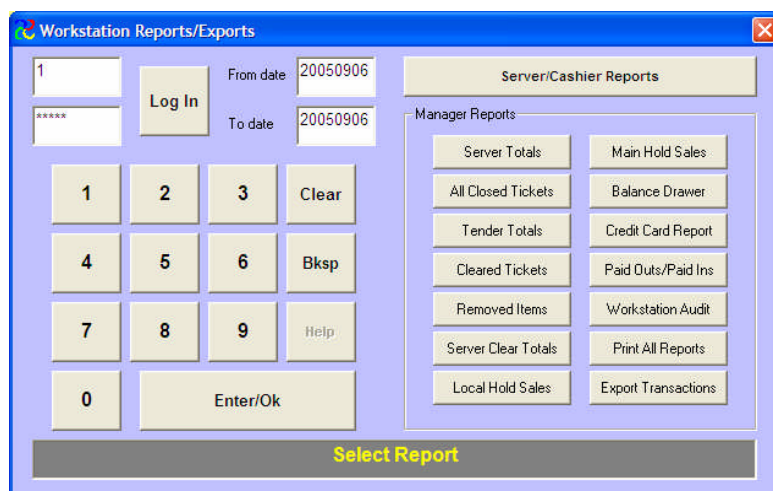 Workstation Reports/Exports
1
Log In
From date
20050906
Server/Cashier Reports
*****
To date
20050906
Manager Reports
Server Totals
Main Hold Sales
All Closed Tickets
Balance Drawer
Tender Totals
Credit Card Report
Cleared Tickets
Paid Outs/Paid Ins
Removed Items
Workstation Audit
Server Clear Totals
Print All Reports
Local Hold Sales
Export Transactions
1
2
3
Clear
4
5
6
Bksp
7
8
9
Help
0
Enter/Ok
Select Report